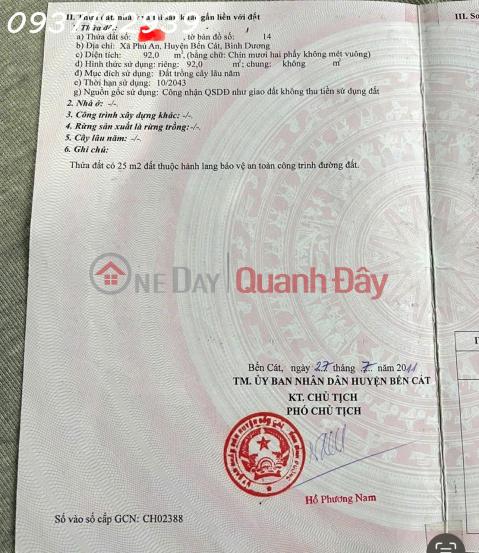 II. Thửa đất, nhà ở và tài sản khác gắn liền với đất
1. Thửa đất:
a) Thửa đất số: , tờ bản đồ số: 14
b) Địa chỉ: Xã Phú An, Huyện Bến Cát, Bình Dương
c) Diện tích: 92,0 m², (bằng chữ: Chín mươi hai phẩy không mét vuông)
d) Hình thức sử dụng: riêng: 92,0 m²; chung: không m²
đ) Mục đích sử dụng: Đất trồng cây lâu năm
e) Thời hạn sử dụng: 10/2043
g) Nguồn gốc sử dụng: Công nhận QSDĐ như giao đất không thu tiền sử dụng đất
2. Nhà ở: -/-.
3. Công trình xây dựng khác: -/-.
4. Rừng sản xuất là rừng trồng:-/-.
5. Cây lâu năm: -/-.
6. Ghi chú:
Thửa đất có 25 m2 đất thuộc hành lang bảo vệ an toàn công trình đường đất.
III. So
ONEDAY Quanh Đây
Bến Cát, ngày 27 tháng 7 năm 2011
TM. ỦY BAN NHÂN DÂN HUYỆN BẾN CÁT
KT. CHỦ TỊCH
PHÓ CHỦ TỊCH
Hồ Phương Nam
Số vào sổ cấp GCN: CH02388